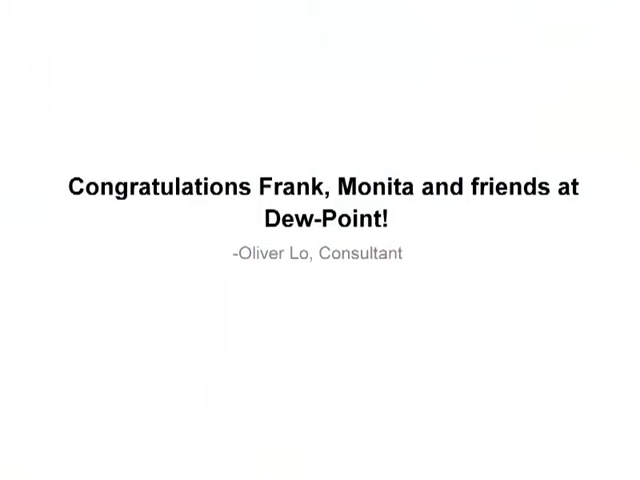 Congratulations Frank, Monita and friends at
Dew-Point!
-Oliver Lo, Consultant